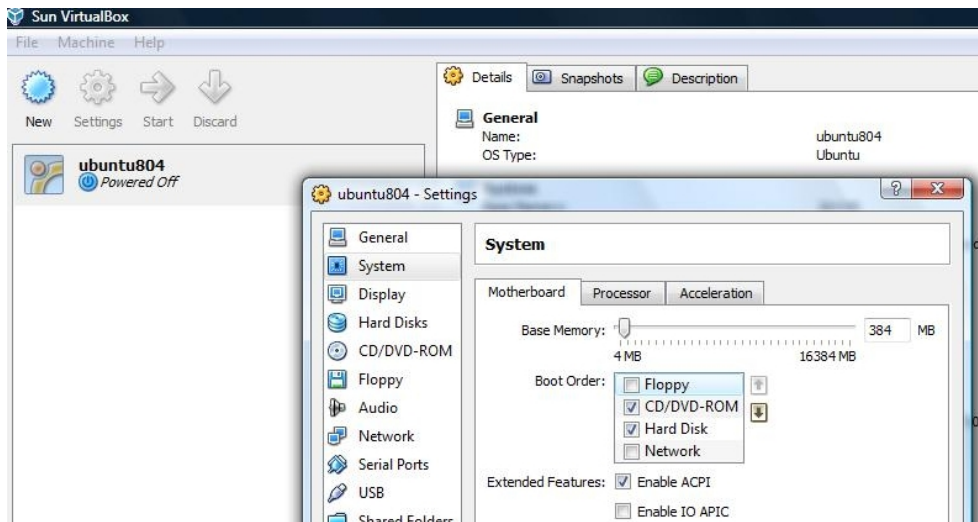 Sun VirtualBox
File Machine Help
New Settings Start Discard
ubuntu804
Powered Off
Details Snapshots Description
General
Name: ubuntu804
OS Type: Ubuntu
ubuntu804 - Settings
General
System
Display
Hard Disks
CD/DVD-ROM
Floppy
Audio
Network
Serial Ports
USB
Shared Folders
System
Motherboard Processor Acceleration
Base Memory: 384 MB
4 MB 16384 MB
Boot Order: Floppy
CD/DVD-ROM
Hard Disk
Network
Extended Features: Enable ACPI
Enable IO APIC